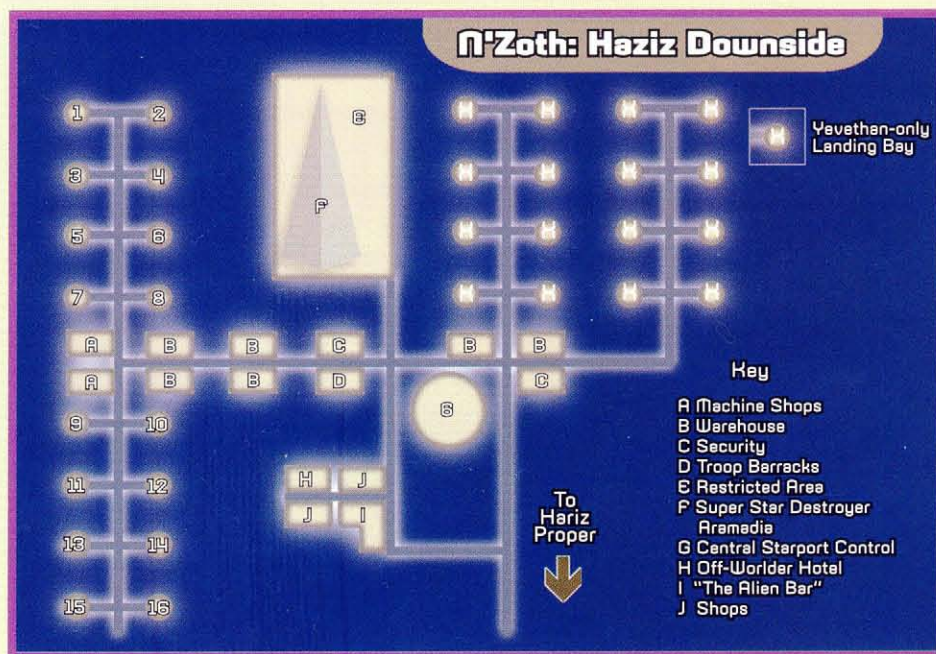 N'Zoth: Haziz Downside
1 2
3 4
5 6
7 8
A B B C B B
A B B D C
9 10
11 12
13 14
15 16
E
F
G
H J
J I
Yevethan-only
Landing Bay
To
Hariz
Proper
Key
A Machine Shops
B Warehouse
C Security
D Troop Barracks
E Restricted Area
F Super Star Destroyer
Aramadia
G Central Starport Control
H Off-Worlder Hotel
I "The Alien Bar"
J Shops